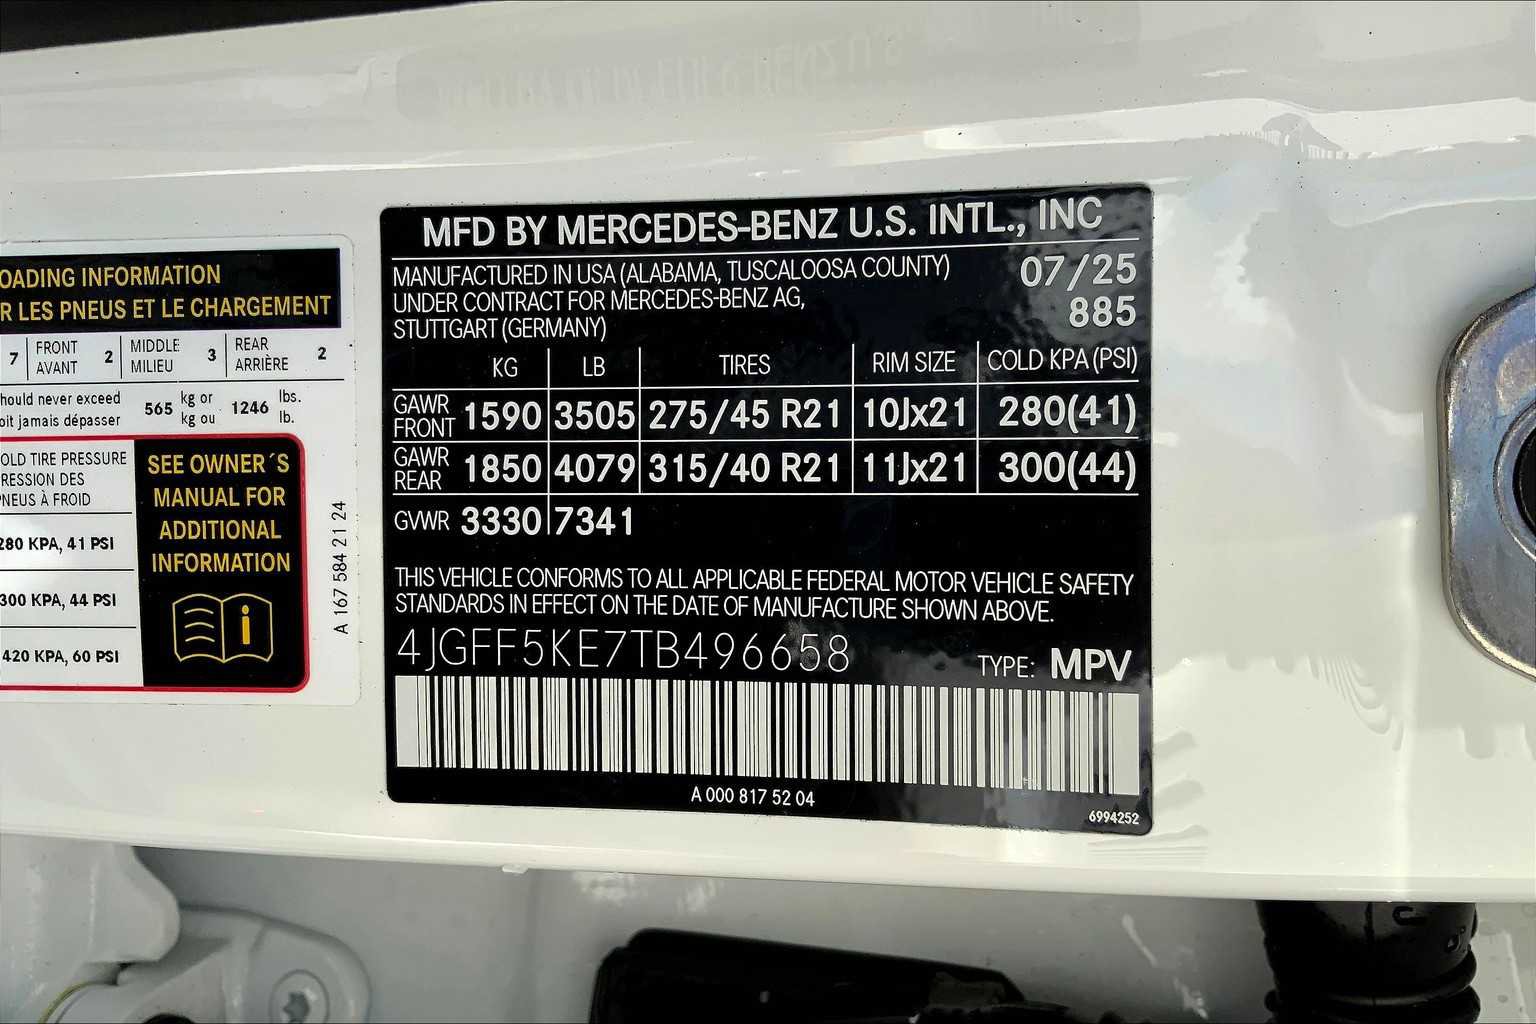 OADING INFORMATION
R LES PNEUS ET LE CHARGEMENT
7 FRONT AVANT 2 MIDDLE MILIEU 3 REAR ARRIÈRE 2
hould never exceed 565 kg or 1246 lbs.
oit jamais dépasser kg ou lb.
OLD TIRE PRESSURE
RESSION DES
PNEUS À FROID
280 KPA, 41 PSI
300 KPA, 44 PSI
420 KPA, 60 PSI
SEE OWNER´S
MANUAL FOR
ADDITIONAL
INFORMATION
A 167 584 21 24
MFD BY MERCEDES-BENZ U.S. INTL., INC
MANUFACTURED IN USA (ALABAMA, TUSCALOOSA COUNTY) 07/25
UNDER CONTRACT FOR MERCEDES-BENZ AG, 885
STUTTGART (GERMANY)
KG LB TIRES RIM SIZE COLD KPA (PSI)
GAWR FRONT 1590 3505 275/45 R21 10Jx21 280(41)
GAWR REAR 1850 4079 315/40 R21 11Jx21 300(44)
GVWR 3330 7341
THIS VEHICLE CONFORMS TO ALL APPLICABLE FEDERAL MOTOR VEHICLE SAFETY
STANDARDS IN EFFECT ON THE DATE OF MANUFACTURE SHOWN ABOVE.
4JGFF5KE7TB496658 TYPE: MPV
A 000 817 52 04
6994252